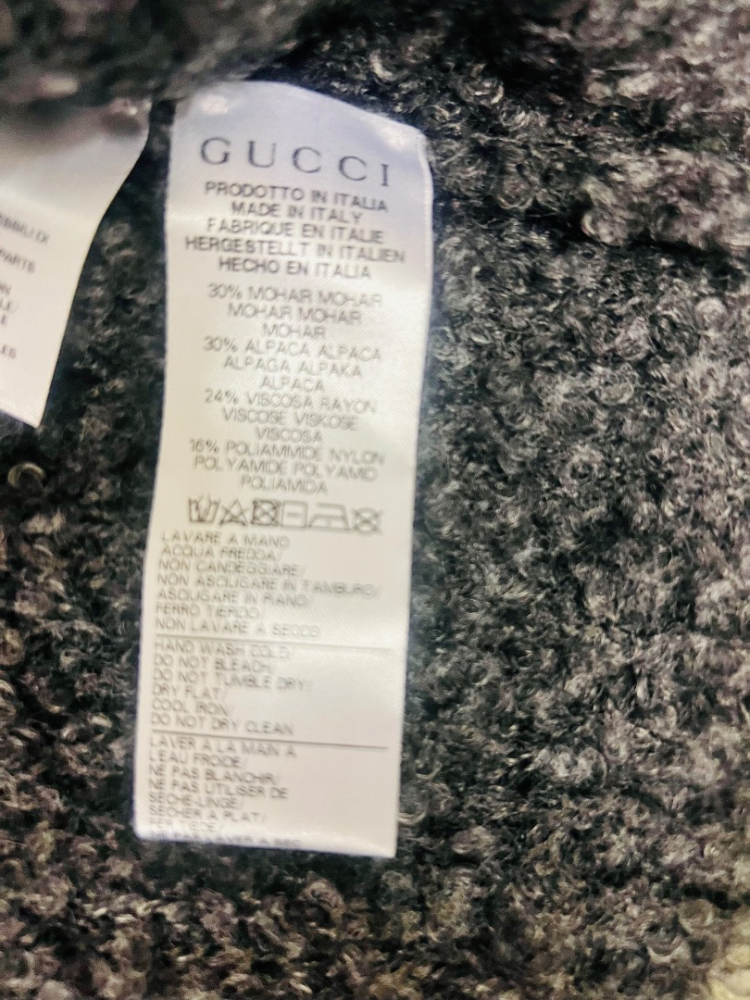 GUCCI
PRODOTTO IN ITALIA
MADE IN ITALY
FABRIQUE EN ITALIE
HERGESTELLT IN ITALIEN
HECHO EN ITALIA
30% MOHAIR MOHAIR
MOHAIR MOHAIR
MOHAIR
30% ALPACA ALPACA
ALPAGA ALPAKA
ALPACA
24% VISCOSA RAYON
VISCOSE VISKOSE
VISCOSA
16% POLIAMMIDE NYLON
POLYAMIDE POLYAMID
POLIAMIDA
LAVARE A MANO
ACQUA FREDDA/
NON CANDEGGIARE/
NON ASCIUGARE IN TAMBURO/
ASCIUGARE IN PIANO/
FERRO TIEPIDO/
NON LAVARE A SECCO
HAND WASH COLD/
DO NOT BLEACH/
DO NOT TUMBLE DRY/
DRY FLAT/
COOL IRON/
DO NOT DRY CLEAN
LAVER A LA MAIN A
L'EAU FROIDE/
NE PAS BLANCHIR/
NE PAS UTILISER DE
SECHE-LINGE/
SECHER A PLAT/
PARTS